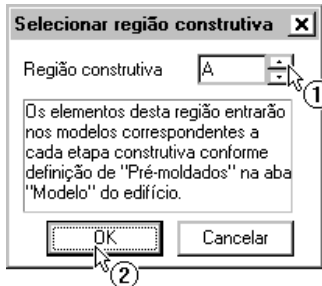 Selecionar região construtiva
Região construtiva A
1
Os elementos desta região entrarão
nos modelos correspondentes a
cada etapa construtiva conforme
definição de "Pré-moldados" na aba
"Modelo" do edifício.
OK Cancelar
2